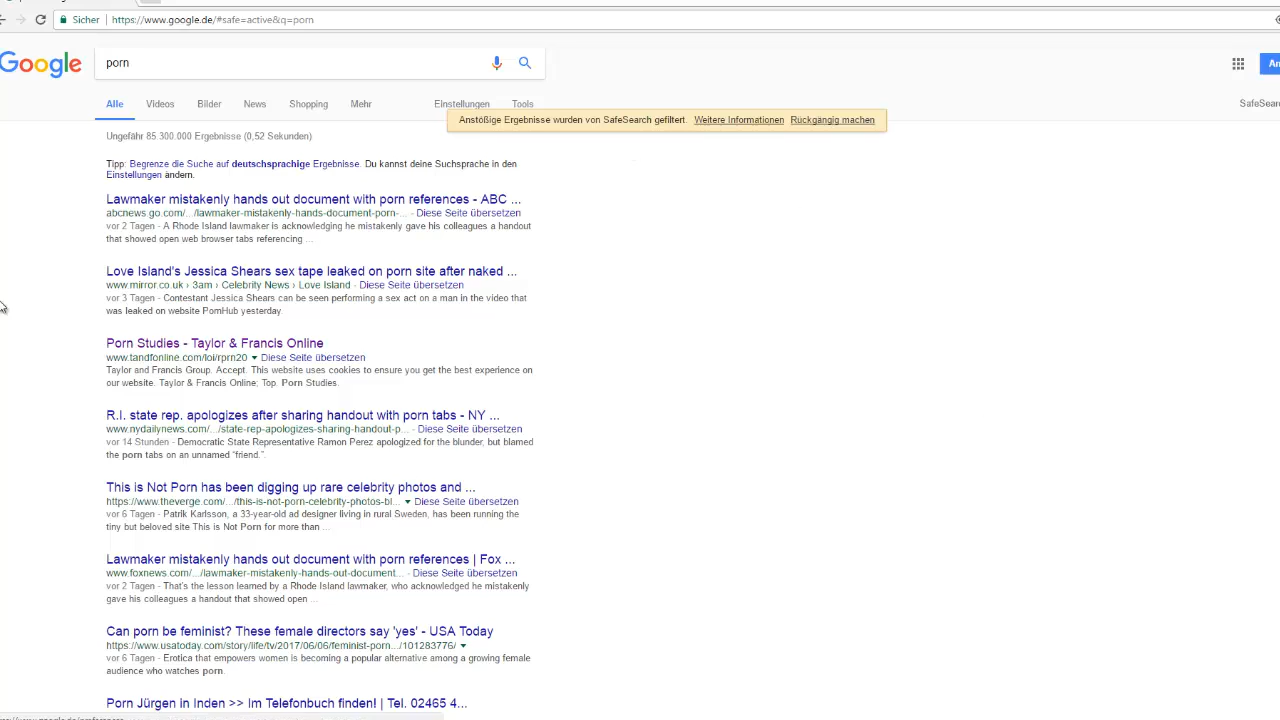 Sicher https://www.google.de/#safe=active&q=porn
Google porn
Alle Videos Bilder News Shopping Mehr Einstellungen Tools
Anstößige Ergebnisse wurden von SafeSearch gefiltert. Weitere Informationen Rückgängig machen
Ungefähr 85 300 000 Ergebnisse (0,52 Sekunden)
Tipp: Begrenze die Suche auf deutschsprachige Ergebnisse. Du kannst deine Suchsprache in den
Einstellungen ändern.
Lawmaker mistakenly hands out document with porn references - ABC ...
abcnews.go.com/.../lawmaker-mistakenly-hands-document-porn-... - Diese Seite übersetzen
vor 2 Tagen - A Rhode Island lawmaker is acknowledging he mistakenly gave his colleagues a handout
that showed open web browser tabs referencing ...
Love Island's Jessica Shears sex tape leaked on porn site after naked ...
www.mirror.co.uk › 3am › Celebrity News › Love Island - Diese Seite übersetzen
vor 3 Tagen - Contestant Jessica Shears can be seen performing a sex act on a man in the video that
was leaked on website PornHub yesterday.
Porn Studies - Taylor & Francis Online
www.tandfonline.com/loi/rprn20 Diese Seite übersetzen
Taylor and Francis Group. Accept. This website uses cookies to ensure you get the best experience on
our website. Taylor & Francis Online; Top. Porn Studies.
R.I. state rep. apologizes after sharing handout with porn tabs - NY ...
www.nydailynews.com/.../state-rep-apologizes-sharing-handout-p... - Diese Seite übersetzen
vor 14 Stunden - Democratic State Representative Ramon Perez apologized for the blunder, but blamed
the porn tabs on an unnamed "friend.".
This is Not Porn has been digging up rare celebrity photos and ...
https://www.theverge.com/.../this-is-not-porn-celebrity-photos-bl... Diese Seite übersetzen
vor 6 Tagen - Patrik Karlsson, a 33-year-old ad designer living in rural Sweden, has been running the
tiny but beloved site This is Not Porn for more than ...
Lawmaker mistakenly hands out document with porn references | Fox ...
www.foxnews.com/.../lawmaker-mistakenly-hands-out-document... - Diese Seite übersetzen
vor 2 Tagen - That's the lesson learned by a Rhode Island lawmaker, who acknowledged he mistakenly
gave his colleagues a handout that showed open ...
Can porn be feminist? These female directors say 'yes' - USA Today
https://www.usatoday.com/story/life/tv/2017/06/06/feminist-porn.../101283776/
vor 6 Tagen - Erotica that empowers women is becoming a popular alternative among a growing female
audience who watches porn.
Porn Jürgen in Inden >> Im Telefonbuch finden! | Tel. 02465 4...